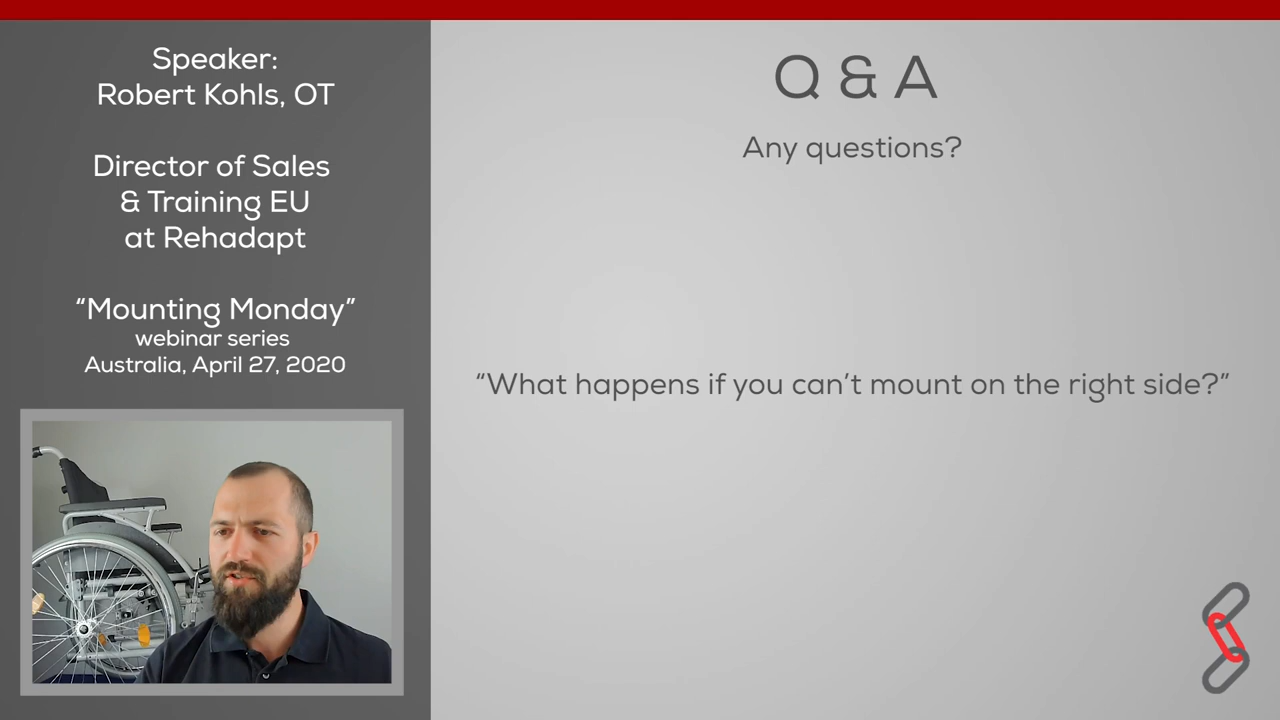 Speaker:
Robert Kohls, OT
Director of Sales
& Training EU
at Rehadapt
“Mounting Monday”
webinar series
Australia, April 27, 2020
Q & A
Any questions?
“What happens if you can’t mount on the right side?”